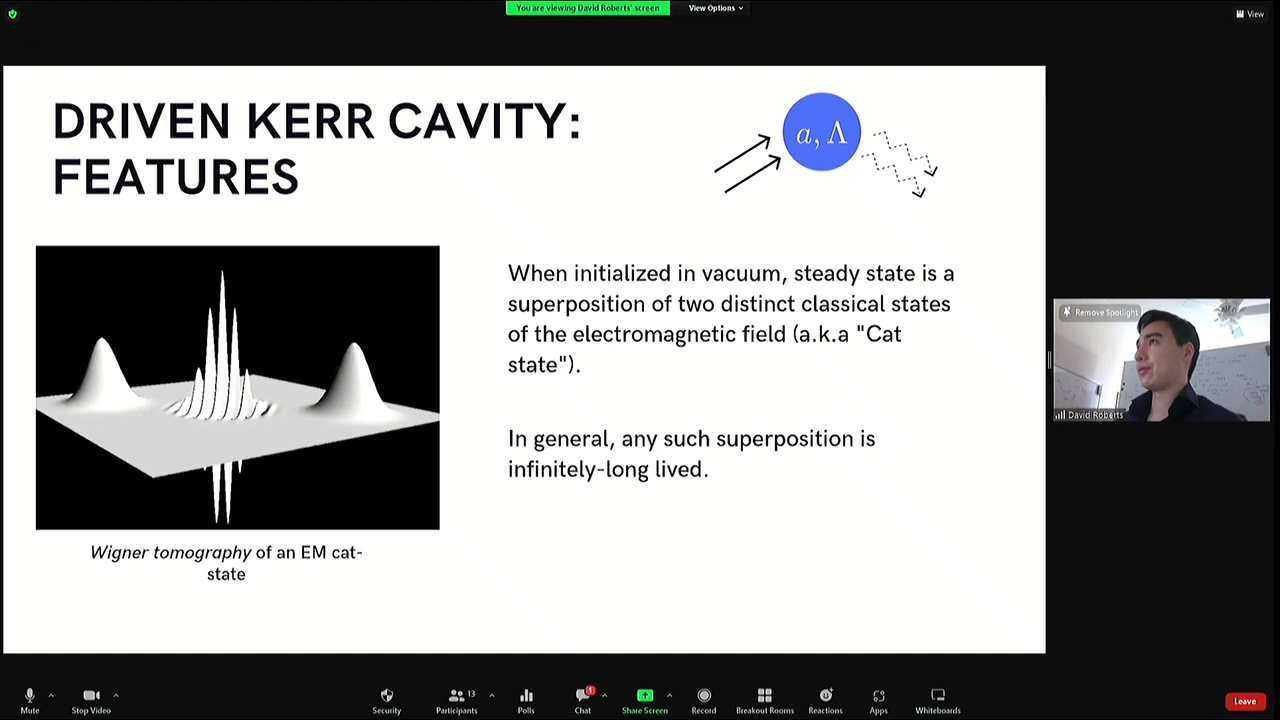 You are viewing David Roberts' screen
View Options
View
DRIVEN KERR CAVITY:
FEATURES
a, Λ
When initialized in vacuum, steady state is a
superposition of two distinct classical states
of the electromagnetic field (a.k.a "Cat
state").
In general, any such superposition is
infinitely-long lived.
Wigner tomography of an EM cat-
state
Remove Spotlight
David Roberts
Mute
Stop Video
Security
Participants
13
Polls
Chat
1
Share Screen
Record
Breakout Rooms
Reactions
Apps
Whiteboards
Leave